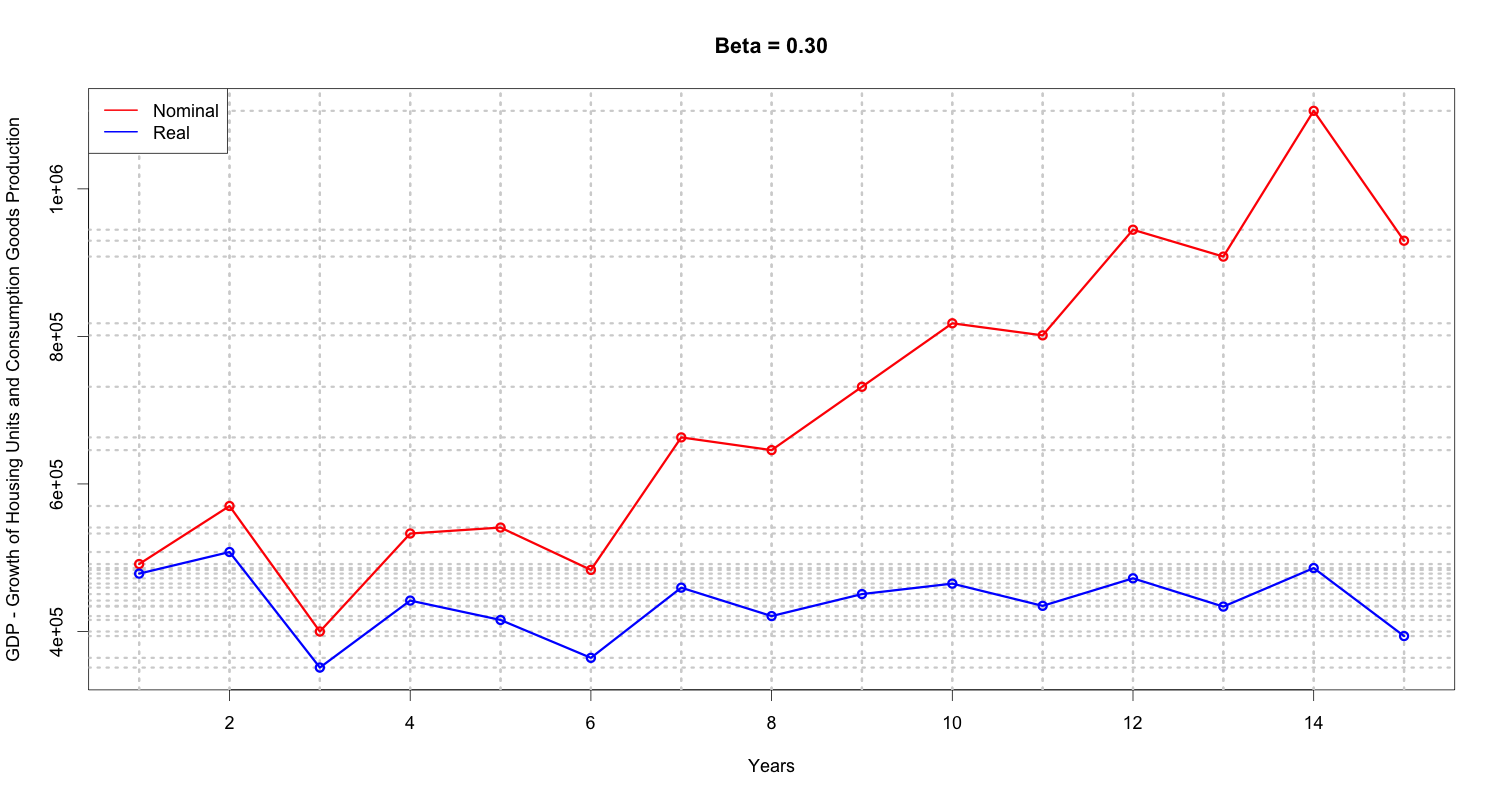 Beta = 0.30
Nominal
Real
GDP - Growth of Housing Units and Consumption Goods Production
1e+06
8e+05
6e+05
4e+05
2 4 6 8 10 12 14
Years